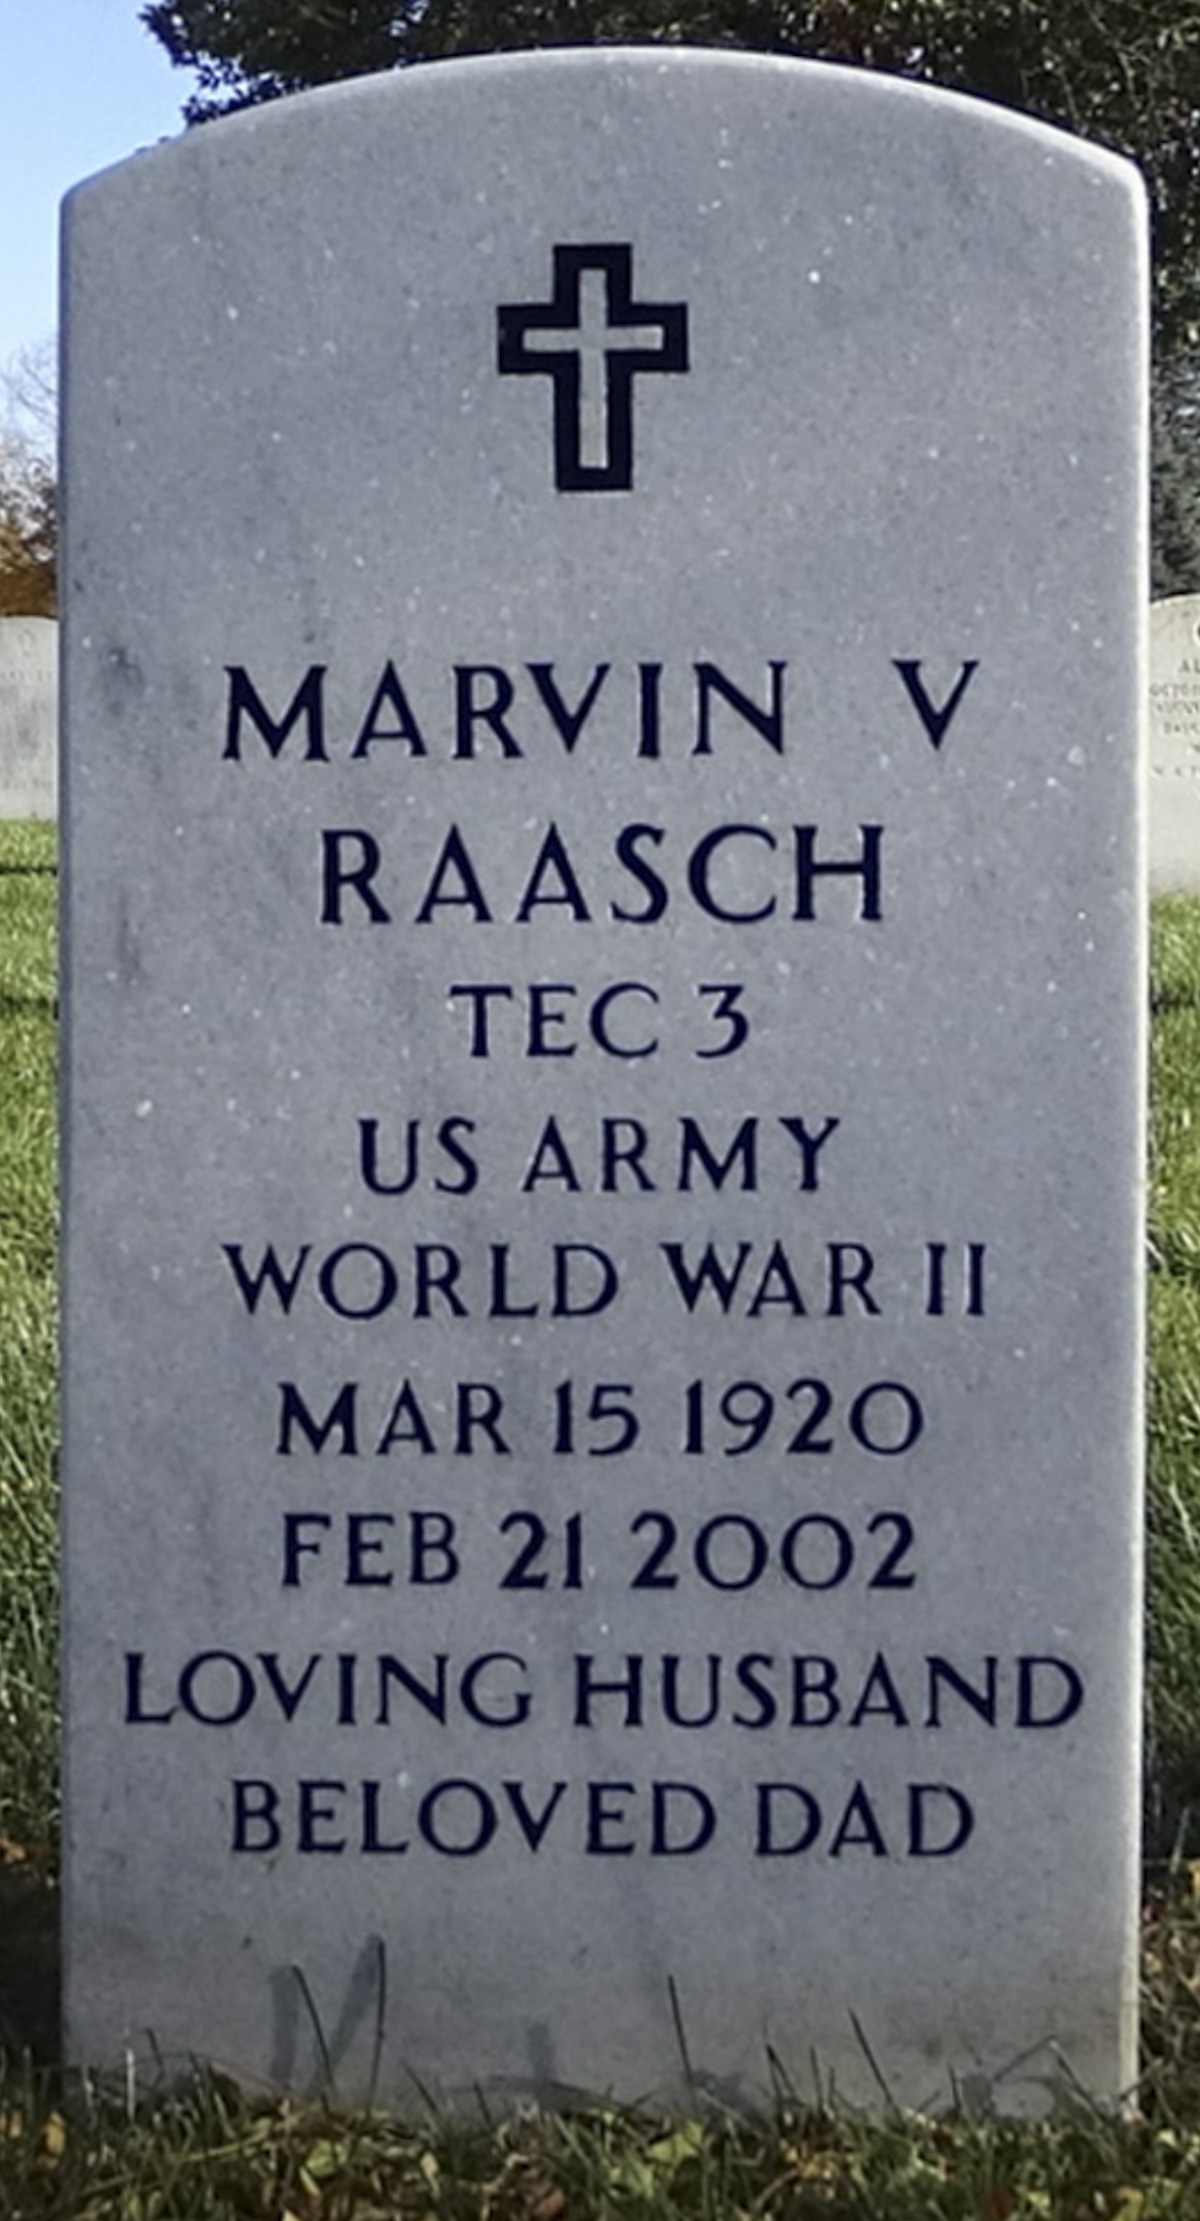 MARVIN V
RAASCH
TEC 3
US ARMY
WORLD WAR II
MAR 15 1920
FEB 21 2002
LOVING HUSBAND
BELOVED DAD